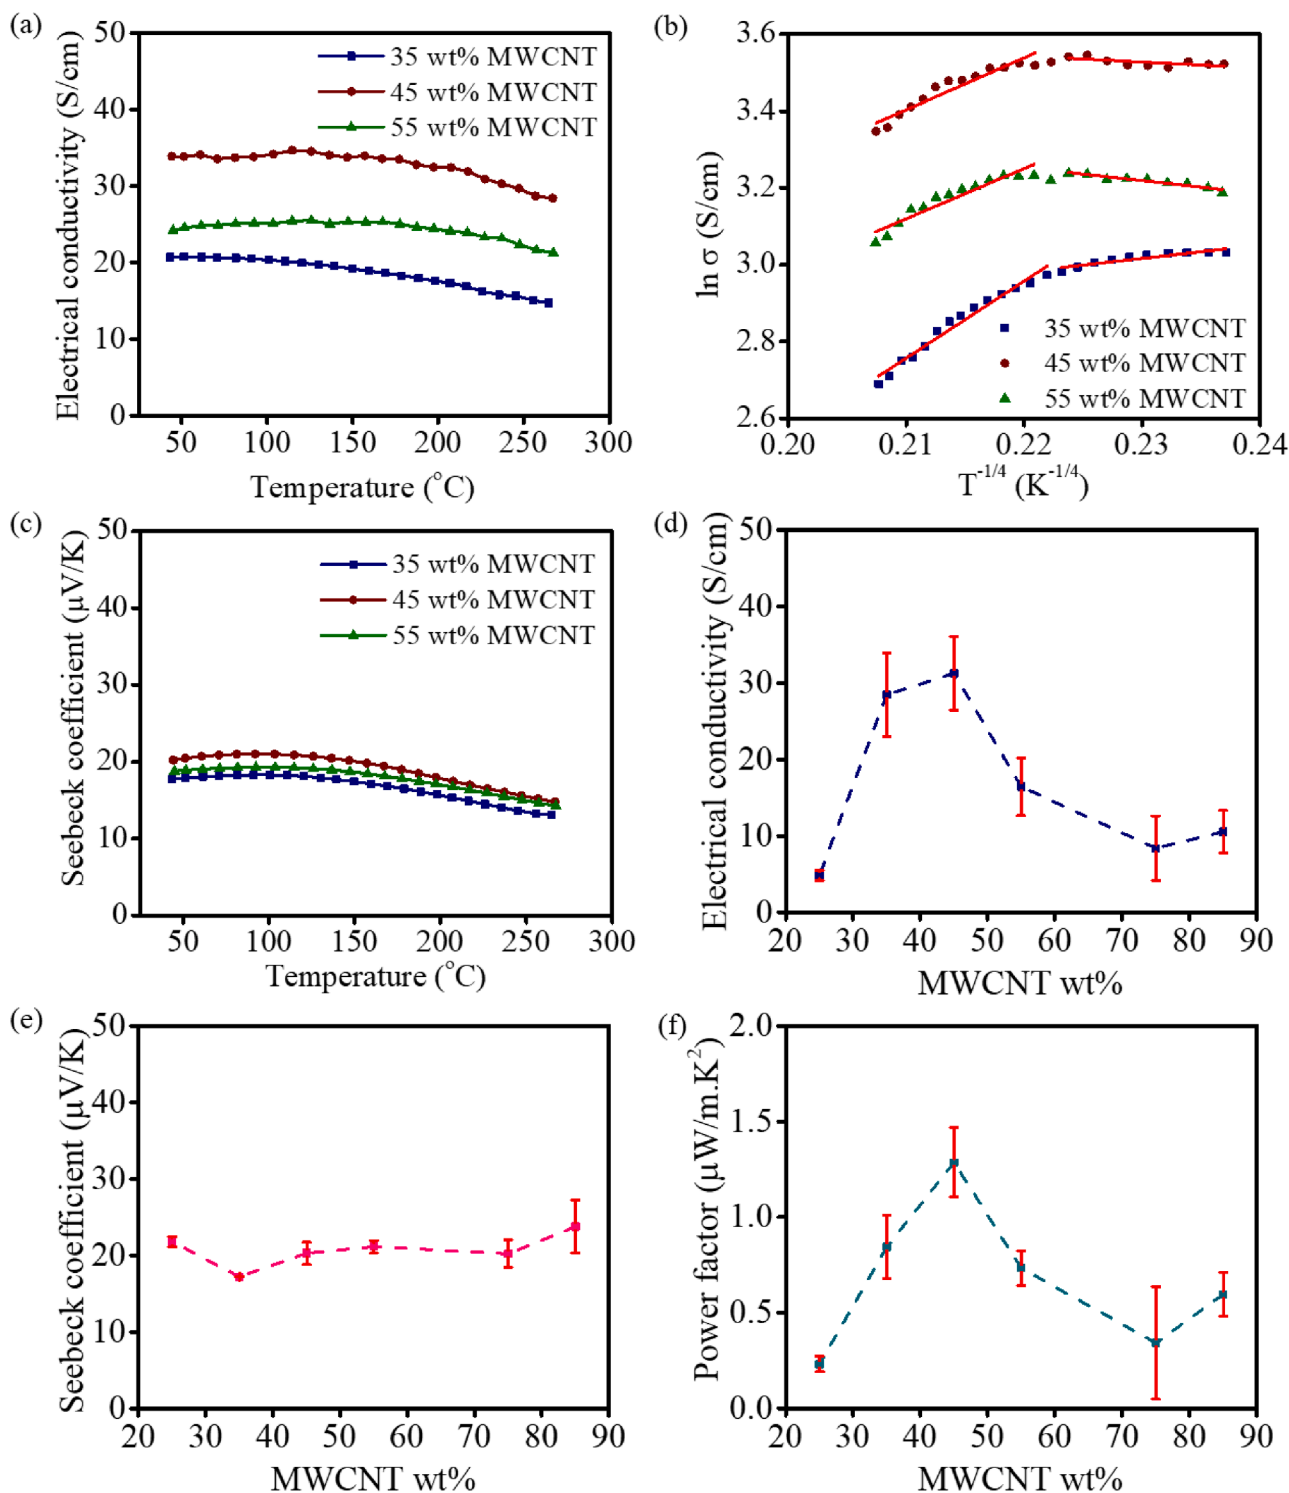 (a)
50
40
30
20
10
0
Electrical conductivity (S/cm)
35 wt% MWCNT
45 wt% MWCNT
55 wt% MWCNT
50 100 150 200 250 300
Temperature (°C)
(b)
3.6
3.4
3.2
3.0
2.8
2.6
ln σ (S/cm)
35 wt% MWCNT
45 wt% MWCNT
55 wt% MWCNT
0.20 0.21 0.22 0.23 0.24
T^-1/4 (K^-1/4)
(c)
50
40
30
20
10
0
Seebeck coefficient (μV/K)
35 wt% MWCNT
45 wt% MWCNT
55 wt% MWCNT
50 100 150 200 250 300
Temperature (°C)
(d)
50
40
30
20
10
0
Electrical conductivity (S/cm)
20 30 40 50 60 70 80 90
MWCNT wt%
(e)
50
40
30
20
10
0
Seebeck coefficient (μV/K)
20 30 40 50 60 70 80 90
MWCNT wt%
(f)
2.0
1.5
1.0
0.5
0.0
Power factor (μW/m.K²)
20 30 40 50 60 70 80 90
MWCNT wt%